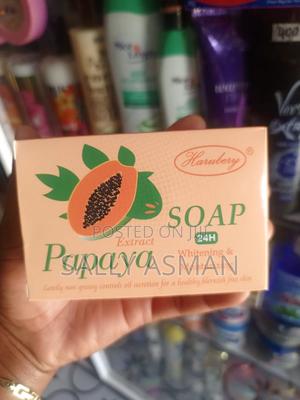 Harubery®
SOAP
24H
Extract
Papaya
Whitening &
POSTED ON JIJI
SALLY ASMAN
Lately non greasy controls oil secretion for a healthy blemish free skin